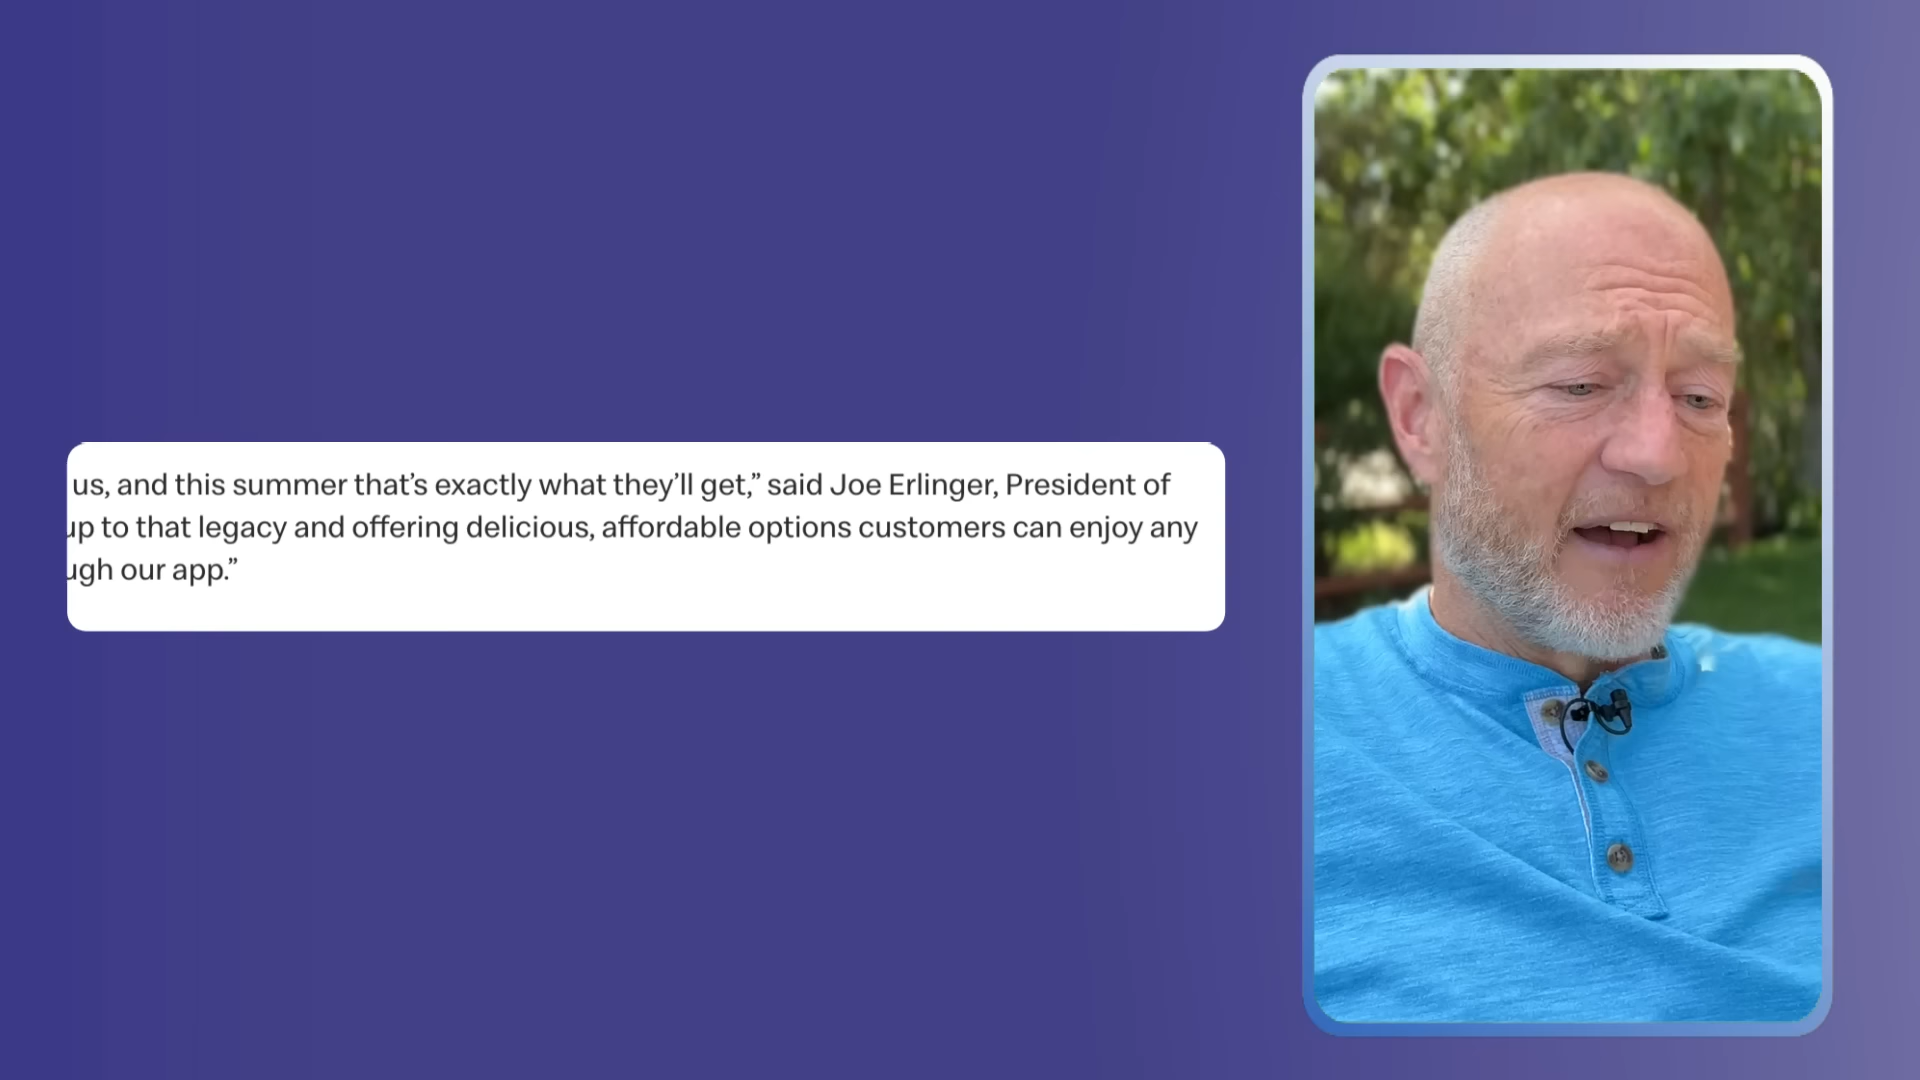 us, and this summer that’s exactly what they’ll get,” said Joe Erlinger, President of
up to that legacy and offering delicious, affordable options customers can enjoy any
ugh our app.”